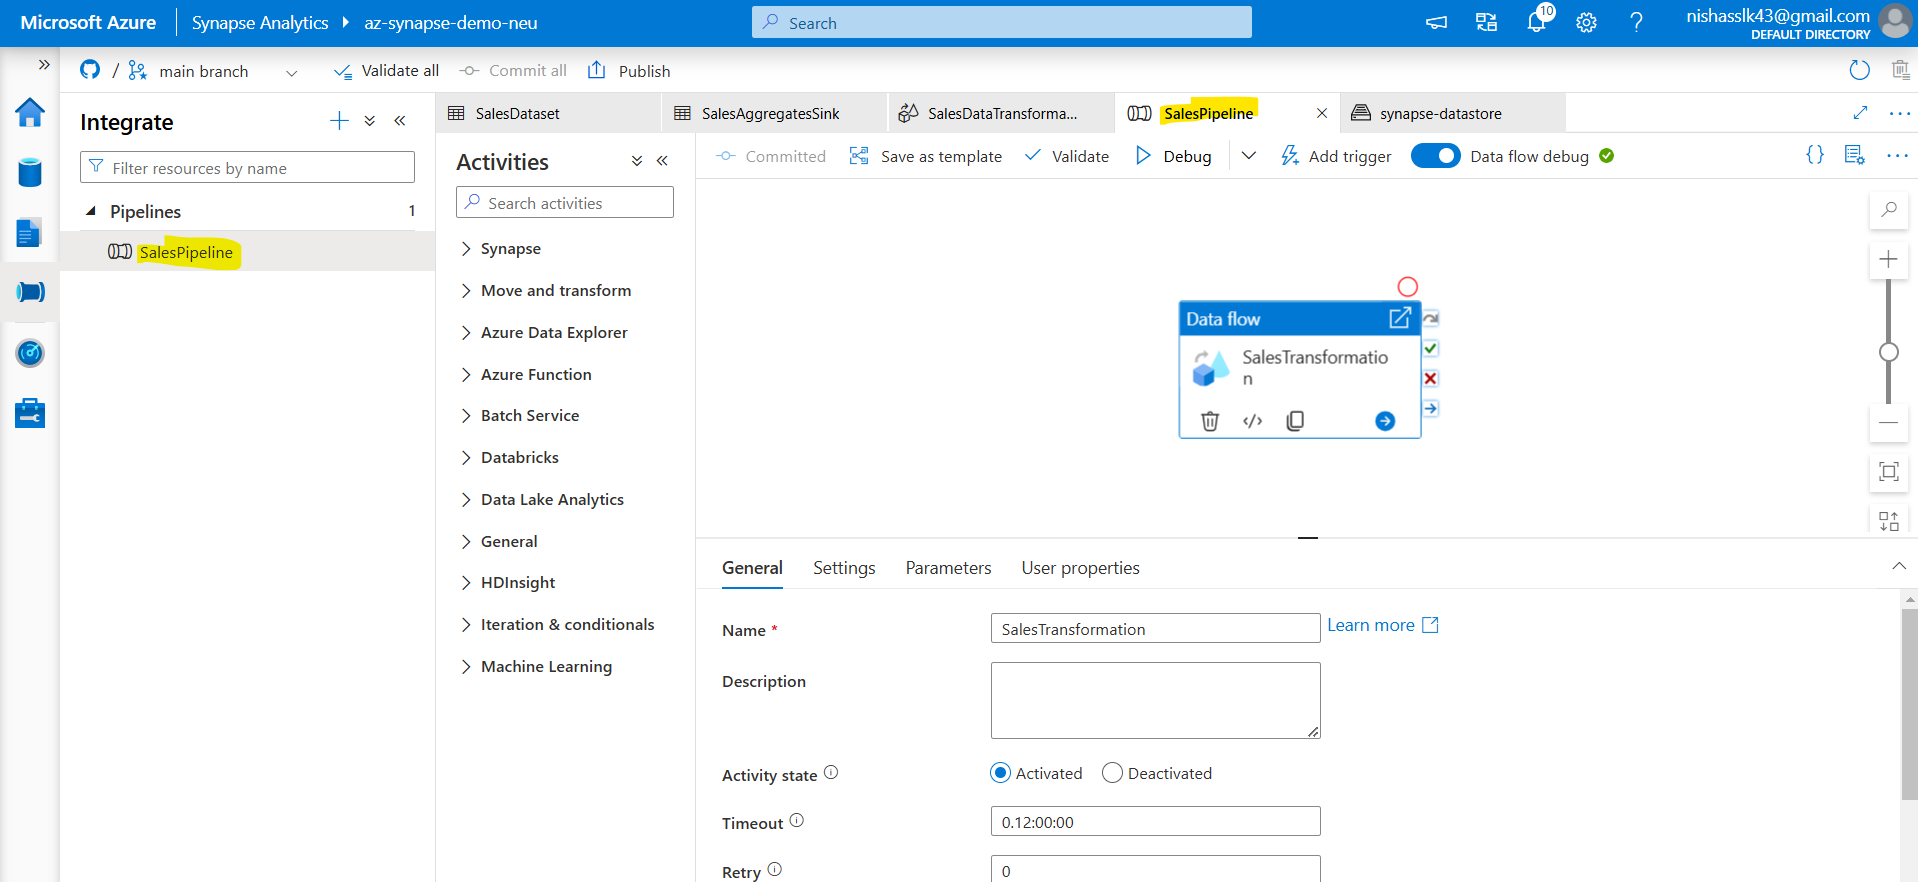 Microsoft Azure
Synapse Analytics
az-synapse-demo-neu
Search
10
nishasslk43@gmail.com
DEFAULT DIRECTORY
/
main branch
Validate all
Commit all
Publish
Integrate
Filter resources by name
Pipelines
1
SalesPipeline
SalesDataset
SalesAggregatesSink
SalesDataTransforma...
SalesPipeline
synapse-datastore
Activities
Search activities
Synapse
Move and transform
Azure Data Explorer
Azure Function
Batch Service
Databricks
Data Lake Analytics
General
HDInsight
Iteration & conditionals
Machine Learning
Committed
Save as template
Validate
Debug
Add trigger
Data flow debug
Data flow
SalesTransformatio
n
General
Settings
Parameters
User properties
Name *
SalesTransformation
Learn more
Description
Activity state
Activated
Deactivated
Timeout
0.12:00:00
Retry
0